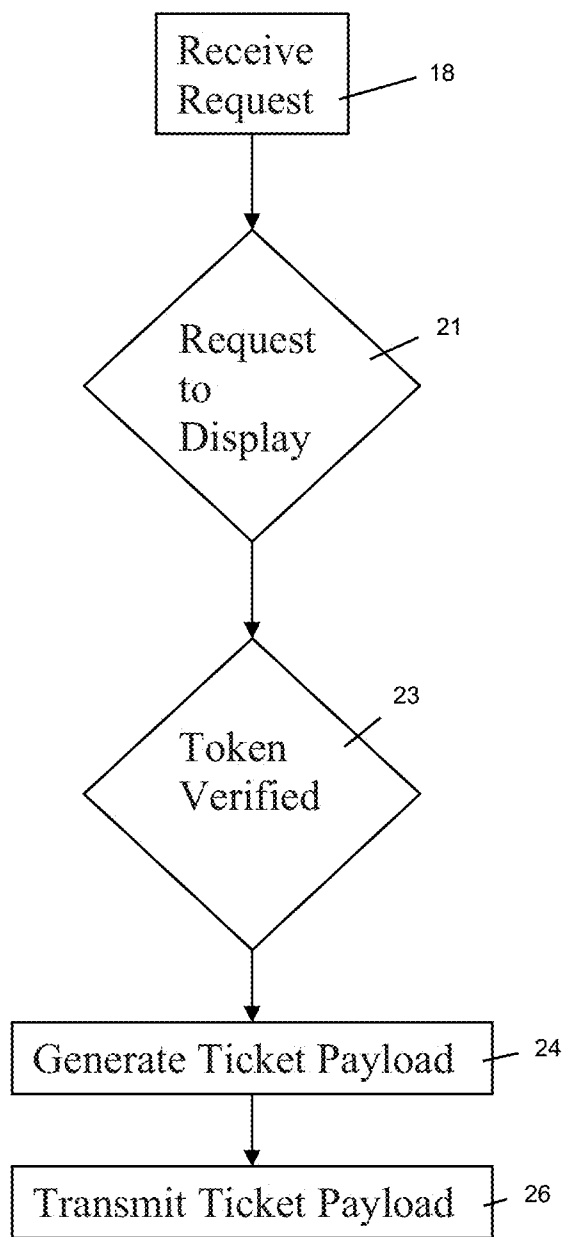 Receive
Request
18
Request
to
Display
21
Token
Verified
23
Generate Ticket Payload
24
Transmit Ticket Payload
26